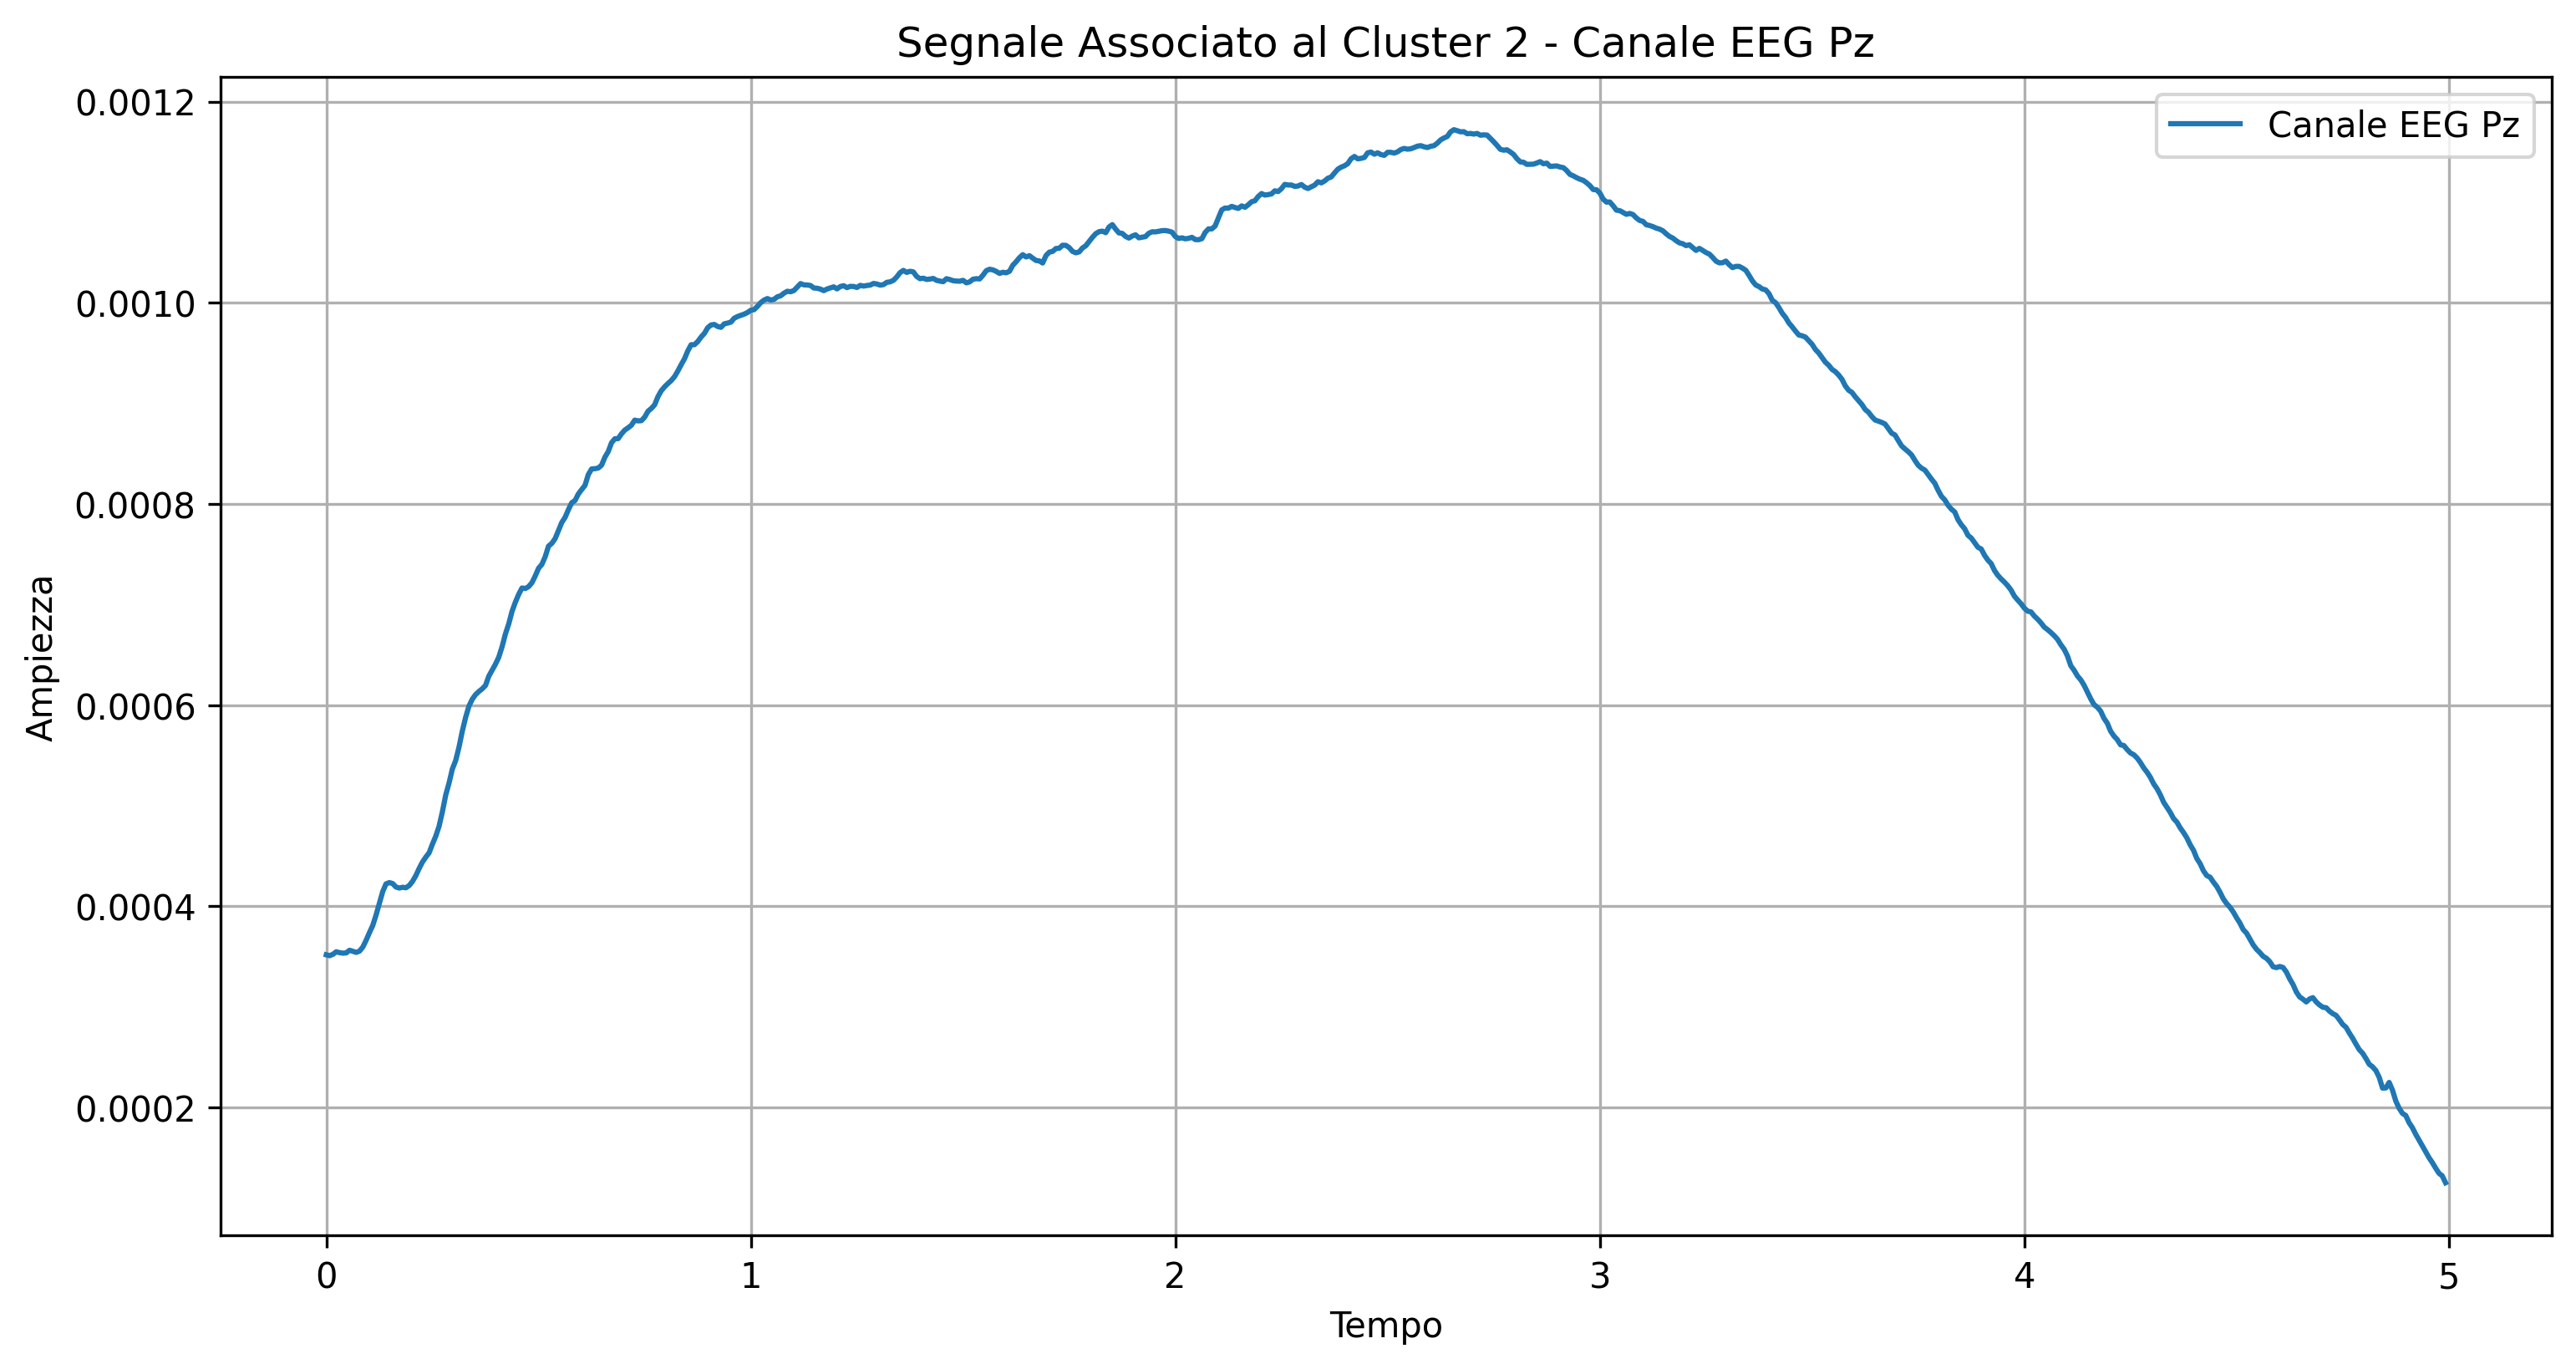 Segnale Associato al Cluster 2 - Canale EEG Pz
Canale EEG Pz
0.0012
0.0010
0.0008
0.0006
0.0004
0.0002
Ampiezza
0 1 2 3 4 5
Tempo